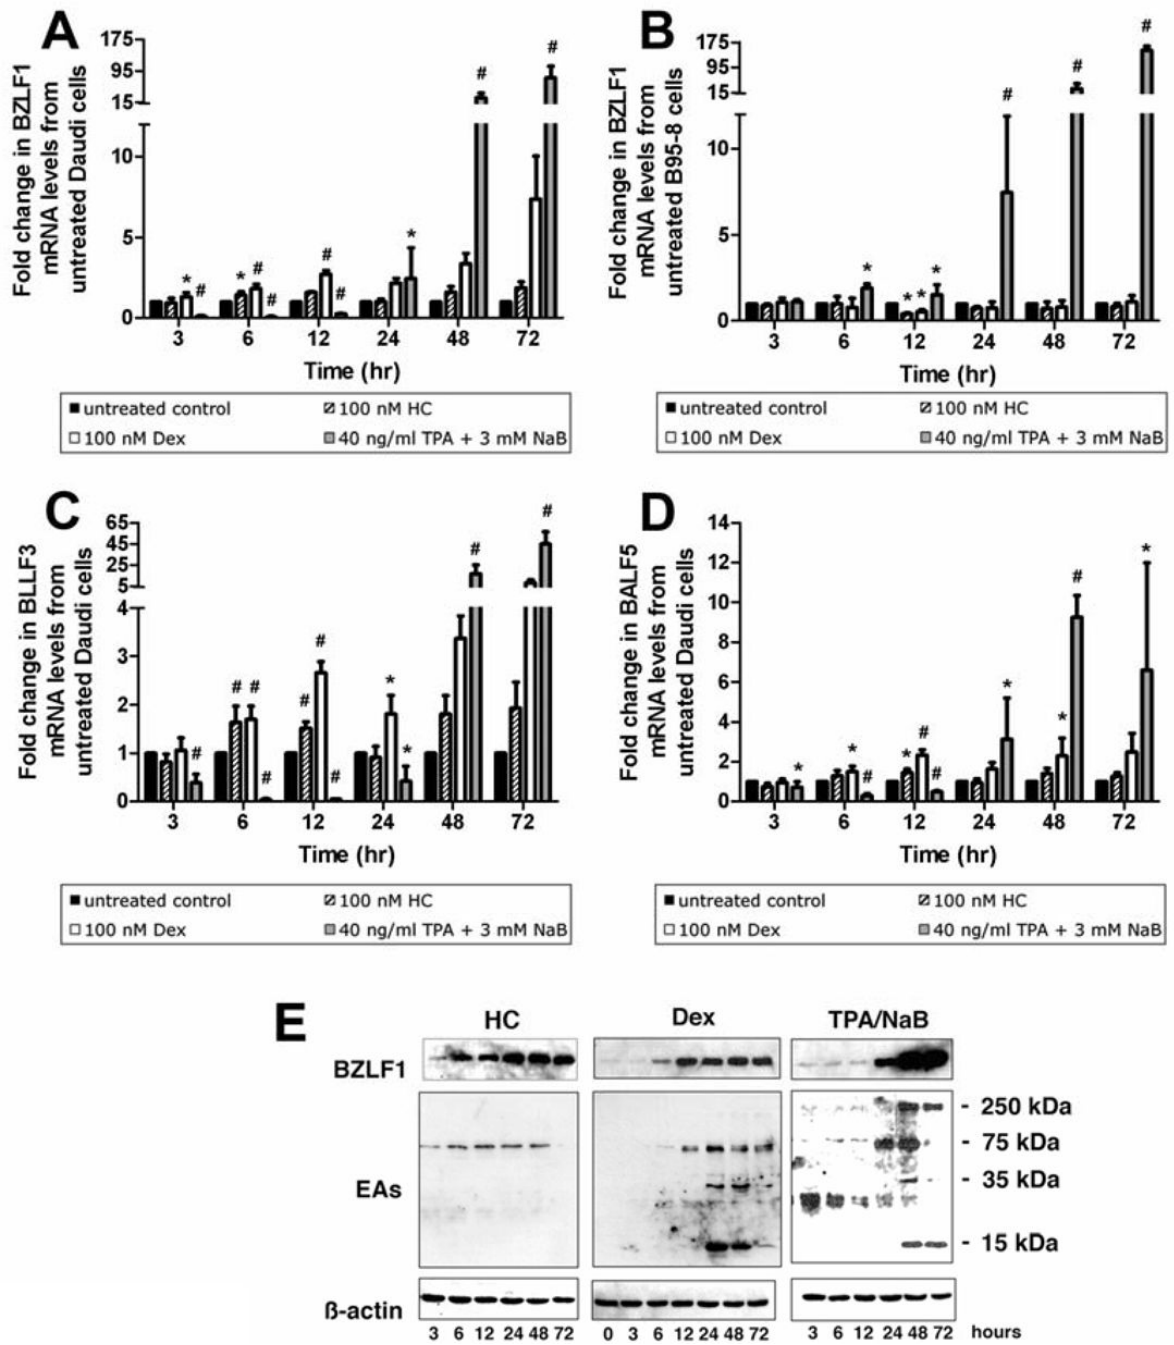 A
Fold change in BZLF1
mRNA levels from
untreated Daudi cells
175
95
15
10
5
0
* # * # # # # * # #
3 6 12 24 48 72
Time (hr)
untreated control 100 nM HC
100 nM Dex 40 ng/ml TPA + 3 mM NaB
B
Fold change in BZLF1
mRNA levels from
untreated B95-8 cells
175
95
15
10
5
0
* * * * # # #
3 6 12 24 48 72
Time (hr)
untreated control 100 nM HC
100 nM Dex 40 ng/ml TPA + 3 mM NaB
C
Fold change in BLLF3
mRNA levels from
untreated Daudi cells
65
45
25
5
4
3
2
1
0
# # # # # # # * * # #
3 6 12 24 48 72
Time (hr)
untreated control 100 nM HC
100 nM Dex 40 ng/ml TPA + 3 mM NaB
D
Fold change in BALF5
mRNA levels from
untreated Daudi cells
14
12
10
8
6
4
2
0
* * # * # # * * # *
3 6 12 24 48 72
Time (hr)
untreated control 100 nM HC
100 nM Dex 40 ng/ml TPA + 3 mM NaB
E
HC Dex TPA/NaB
BZLF1
EAs
- 250 kDa
- 75 kDa
- 35 kDa
- 15 kDa
ß-actin
3 6 12 24 48 72 0 3 6 12 24 48 72 3 6 12 24 48 72 hours